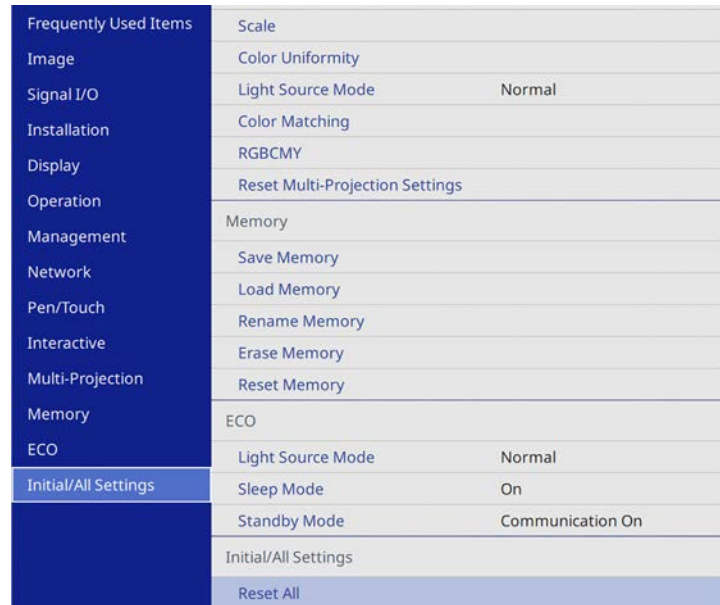 Frequently Used Items
Image
Signal I/O
Installation
Display
Operation
Management
Network
Pen/Touch
Interactive
Multi-Projection
Memory
ECO
Initial/All Settings
Scale
Color Uniformity
Light Source Mode Normal
Color Matching
RGBCMY
Reset Multi-Projection Settings
Memory
Save Memory
Load Memory
Rename Memory
Erase Memory
Reset Memory
ECO
Light Source Mode Normal
Sleep Mode On
Standby Mode Communication On
Initial/All Settings
Reset All